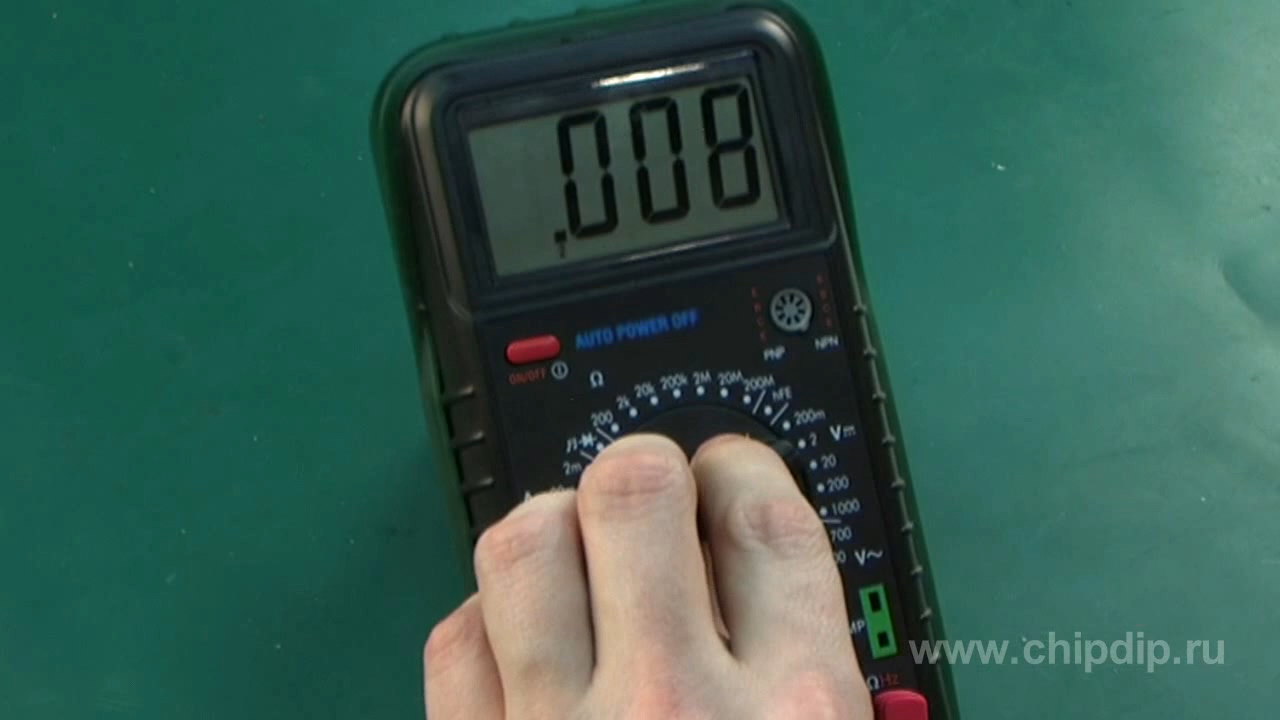 .008
AUTO POWER OFF
ON/OFF
PNP
NPN
Ω
200
2k
20k
200k
2M
20M
200M
hFE
200m
2
V
20
200
1000
700
V~
2m
ΩHz
www.chipdip.ru